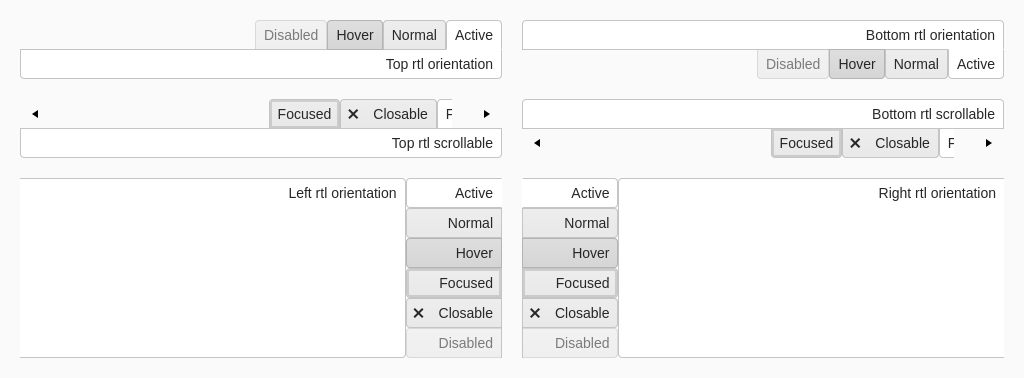 Disabled Hover Normal Active
Top rtl orientation
Bottom rtl orientation
Disabled Hover Normal Active
Focused ✕ Closable
Top rtl scrollable
Bottom rtl scrollable
Focused ✕ Closable
Left rtl orientation
Active
Normal
Hover
Focused
✕ Closable
Disabled
Active
Normal
Hover
Focused
✕ Closable
Disabled
Right rtl orientation